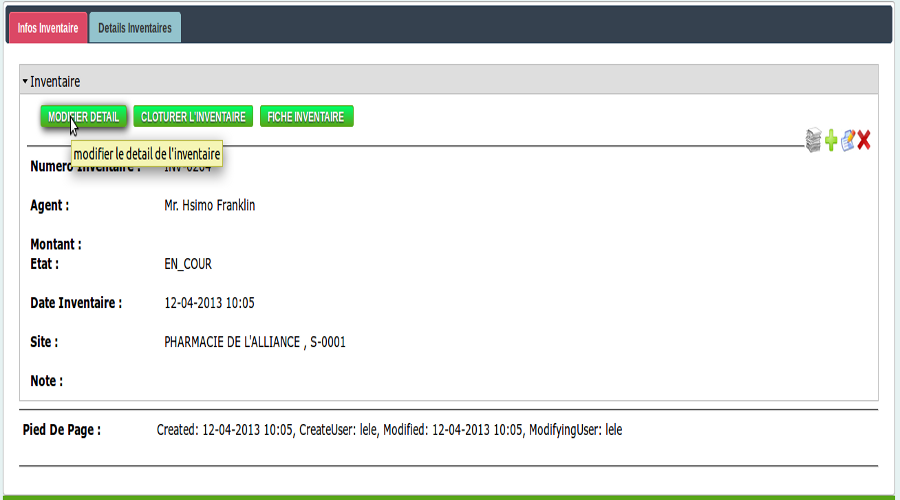 Infos Inventaire Details Inventaires
Inventaire
MODIFIER DETAIL CLOTURER L'INVENTAIRE FICHE INVENTAIRE
modifier le detail de l'inventaire
Numero Inventaire : INV-0204
Agent : Mr. Hsimo Franklin
Montant :
Etat : EN_COUR
Date Inventaire : 12-04-2013 10:05
Site : PHARMACIE DE L'ALLIANCE , S-0001
Note :
Pied De Page : Created: 12-04-2013 10:05, CreateUser: lele, Modified: 12-04-2013 10:05, ModifyingUser: lele